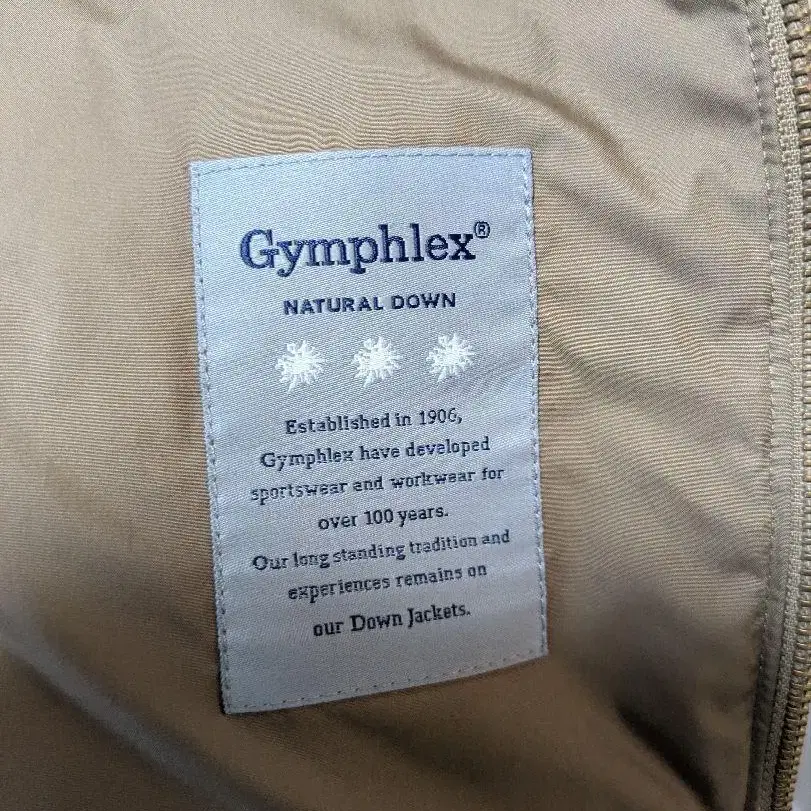 Gymphlex®
NATURAL DOWN
Established in 1906,
Gymphlex have developed
sportswear and workwear for
over 100 years.
Our long standing tradition and
experiences remains on
our Down Jackets.